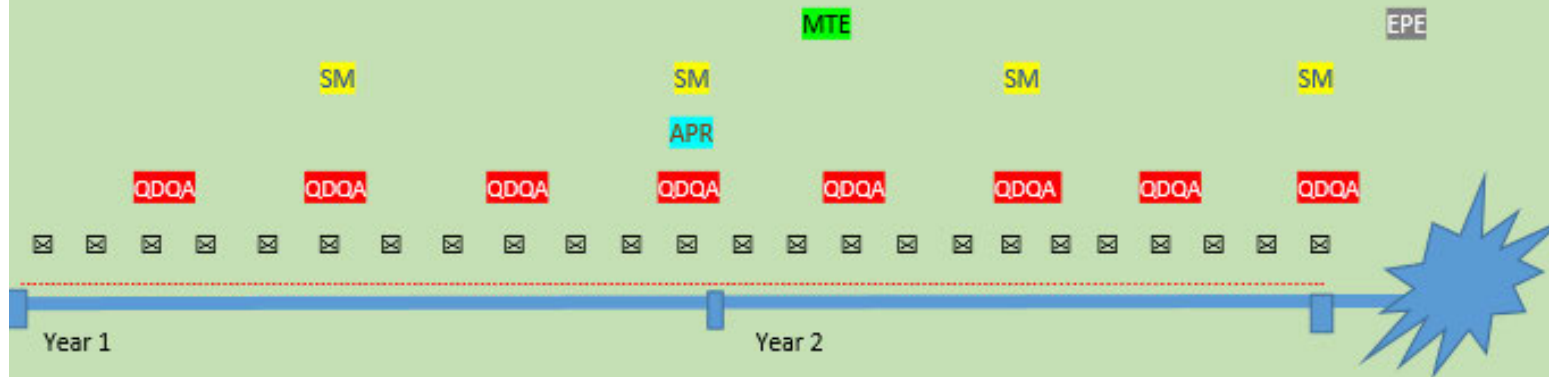 MTE EPE
SM SM SM SM
APR
QDQA QDQA QDQA QDQA QDQA QDQA QDQA QDQA
Year 1 Year 2